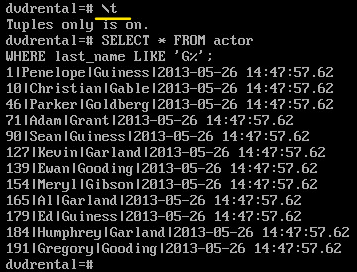 dvdrental=# \t
Tuples only is on.
dvdrental=# SELECT * FROM actor
WHERE last_name LIKE 'G%';
1|Penelope|Guiness|2013-05-26 14:47:57.62
10|Christian|Gable|2013-05-26 14:47:57.62
46|Parker|Goldberg|2013-05-26 14:47:57.62
71|Adam|Grant|2013-05-26 14:47:57.62
90|Sean|Guiness|2013-05-26 14:47:57.62
127|Kevin|Garland|2013-05-26 14:47:57.62
139|Ewan|Gooding|2013-05-26 14:47:57.62
154|Meryl|Gibson|2013-05-26 14:47:57.62
165|Al|Garland|2013-05-26 14:47:57.62
179|Ed|Guiness|2013-05-26 14:47:57.62
184|Humphrey|Garland|2013-05-26 14:47:57.62
191|Gregory|Gooding|2013-05-26 14:47:57.62
dvdrental=#